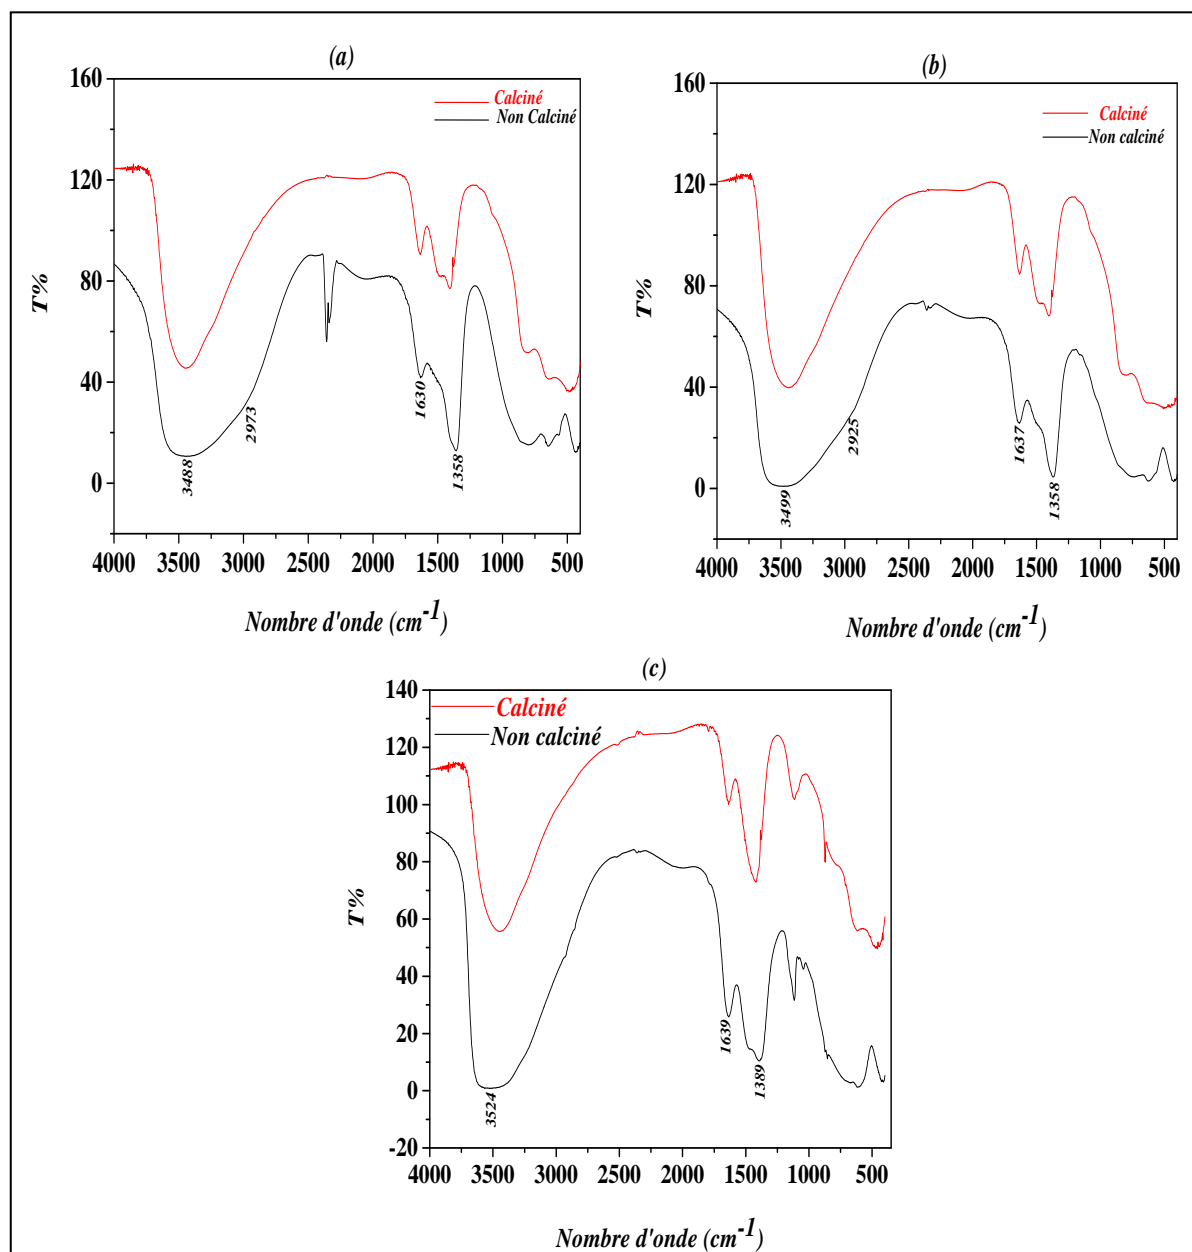 (a)
160
120
80
40
0
T%
Calciné
Non Calciné
3488
2973
1630
1358
4000 3500 3000 2500 2000 1500 1000 500
Nombre d'onde (cm-1)
(b)
160
120
80
40
0
T%
Calciné
Non calciné
3499
2925
1637
1358
4000 3500 3000 2500 2000 1500 1000 500
Nombre d'onde (cm-1)
(c)
140
120
100
80
60
40
20
0
-20
T%
Calciné
Non calciné
3524
1639
1389
4000 3500 3000 2500 2000 1500 1000 500
Nombre d'onde (cm-1)